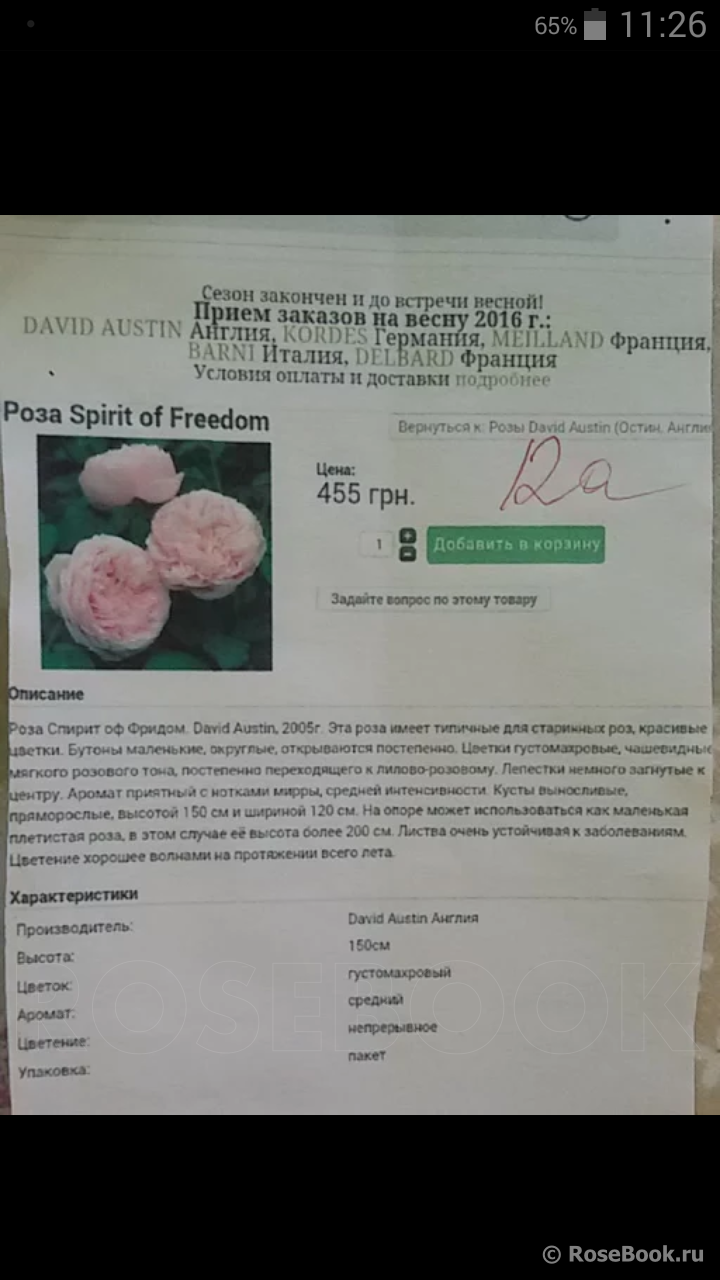 65% 11:26
Сезон закончен и до встречи весной!
Прием заказов на весну 2016 г.:
DAVID AUSTIN Англия, KORDES Германия, MEILLAND Франция,
BARNI Италия, DELBARD Франция
Условия оплаты и доставки подробнее
Роза Spirit of Freedom
Вернуться к: Розы David Austin (Остин, Англи
Цена:
455 грн.
12а
1 Добавить в корзину
Задайте вопрос по этому товару
Описание
Роза Спирит оф Фридом. David Austin, 2005г. Эта роза имеет типичные для старинных роз, красивые
цветки. Бутоны маленькие, округлые, открываются постепенно. Цветки густомахровые, чашевидные
мягкого розового тона, постепенно переходящего к лилово-розовому. Лепестки немного загнутые к
центру. Аромат приятный с нотками мирры, средней интенсивности. Кусты выносливые,
пряморослые, высотой 150 см и шириной 120 см. На опоре может использоваться как маленькая
плетистая роза, в этом случае её высота более 200 см. Листва очень устойчивая к заболеваниям.
Цветение хорошее волнами на протяжении всего лета.
Характеристики
Производитель: David Austin Англия
Высота: 150см
Цветок: густомахровый
Аромат: средний
Цветение: непрерывное
Упаковка: пакет
OSEBOOK
© RoseBook.ru